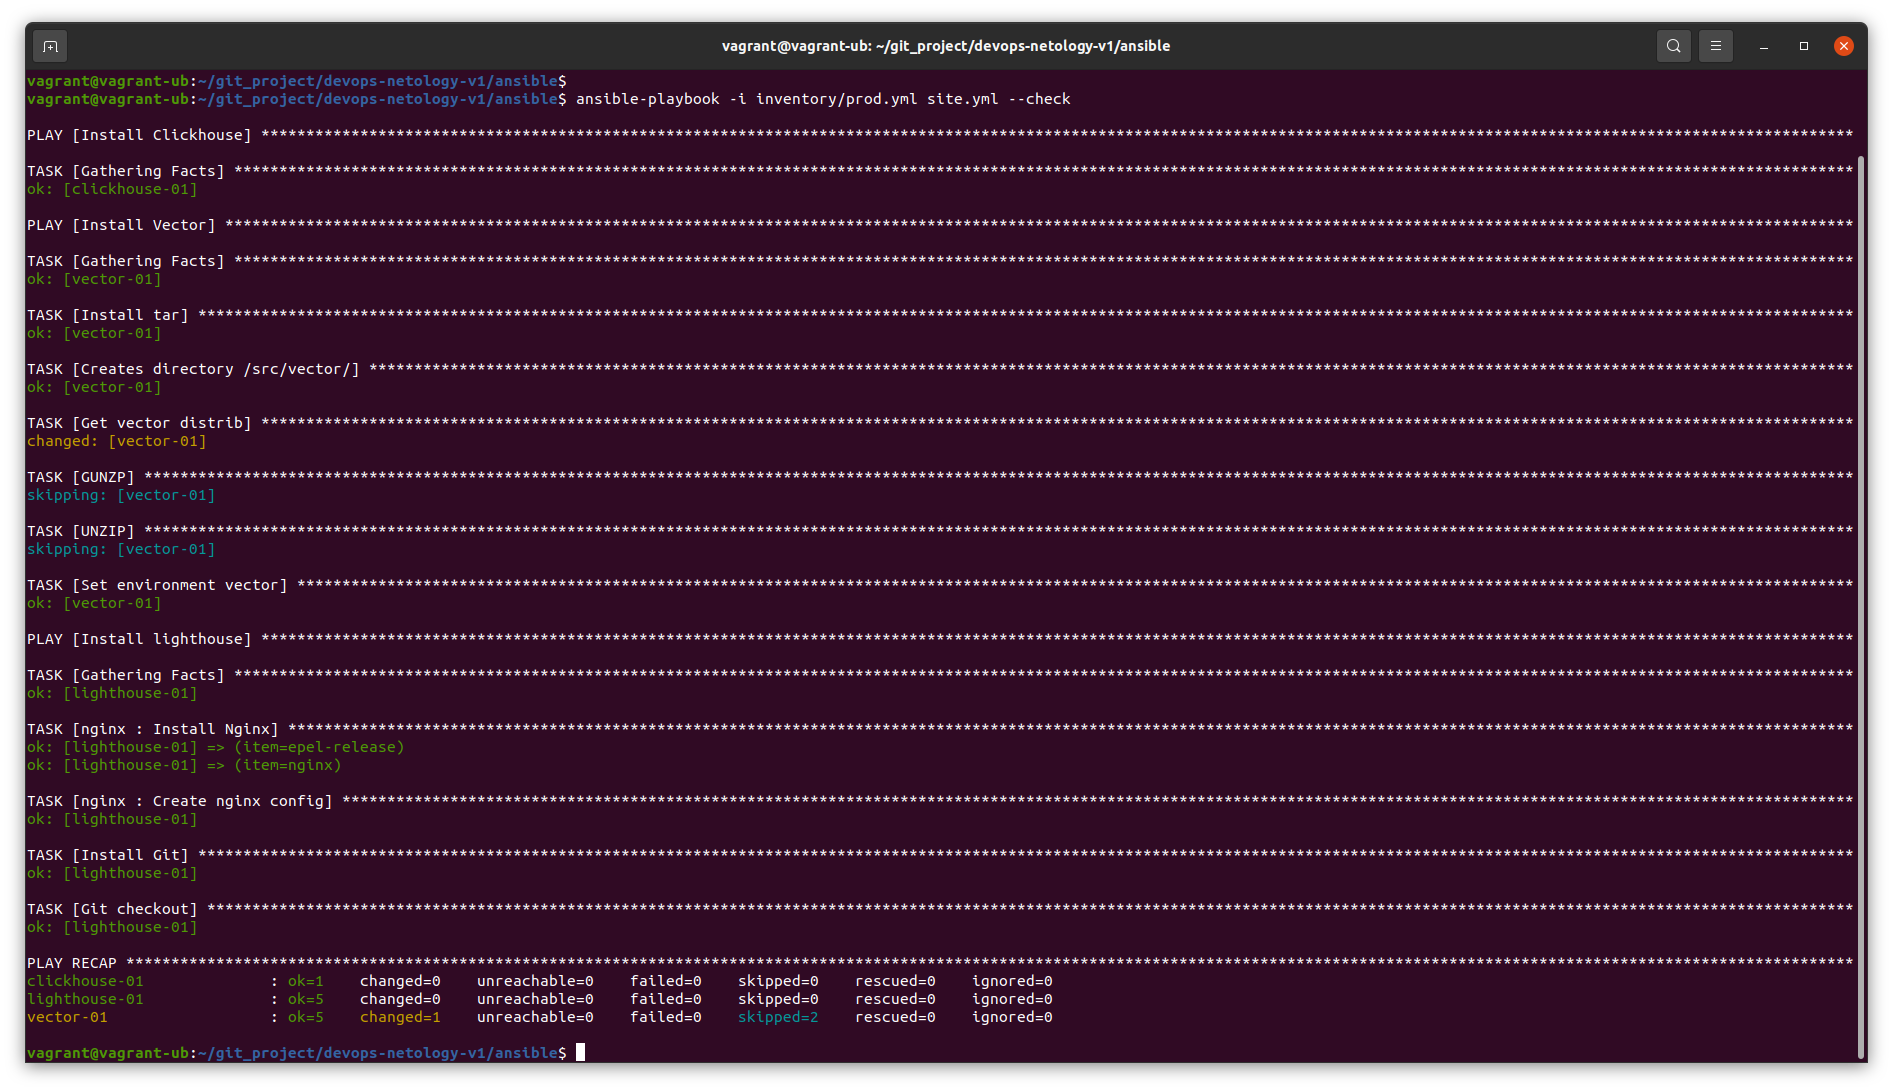 vagrant@vagrant-ub: ~/git_project/devops-netology-v1/ansible
vagrant@vagrant-ub:~/git_project/devops-netology-v1/ansible$
vagrant@vagrant-ub:~/git_project/devops-netology-v1/ansible$ ansible-playbook -i inventory/prod.yml site.yml --check
PLAY [Install Clickhouse] *********************************************************************************************************************************************************************************
TASK [Gathering Facts] ************************************************************************************************************************************************************************************
ok: [clickhouse-01]
PLAY [Install Vector] *************************************************************************************************************************************************************************************
TASK [Gathering Facts] ************************************************************************************************************************************************************************************
ok: [vector-01]
TASK [Install tar] ****************************************************************************************************************************************************************************************
ok: [vector-01]
TASK [Creates directory /src/vector/] *********************************************************************************************************************************************************************
ok: [vector-01]
TASK [Get vector distrib] *********************************************************************************************************************************************************************************
changed: [vector-01]
TASK [GUNZP] **********************************************************************************************************************************************************************************************
skipping: [vector-01]
TASK [UNZIP] **********************************************************************************************************************************************************************************************
skipping: [vector-01]
TASK [Set environment vector] *****************************************************************************************************************************************************************************
ok: [vector-01]
PLAY [Install lighthouse] *********************************************************************************************************************************************************************************
TASK [Gathering Facts] ************************************************************************************************************************************************************************************
ok: [lighthouse-01]
TASK [nginx : Install Nginx] ******************************************************************************************************************************************************************************
ok: [lighthouse-01] => (item=epel-release)
ok: [lighthouse-01] => (item=nginx)
TASK [nginx : Create nginx config] ************************************************************************************************************************************************************************
ok: [lighthouse-01]
TASK [Install Git] ****************************************************************************************************************************************************************************************
ok: [lighthouse-01]
TASK [Git checkout] ***************************************************************************************************************************************************************************************
ok: [lighthouse-01]
PLAY RECAP ************************************************************************************************************************************************************************************************
clickhouse-01              : ok=1    changed=0    unreachable=0    failed=0    skipped=0    rescued=0    ignored=0
lighthouse-01              : ok=5    changed=0    unreachable=0    failed=0    skipped=0    rescued=0    ignored=0
vector-01                  : ok=5    changed=1    unreachable=0    failed=0    skipped=2    rescued=0    ignored=0
vagrant@vagrant-ub:~/git_project/devops-netology-v1/ansible$